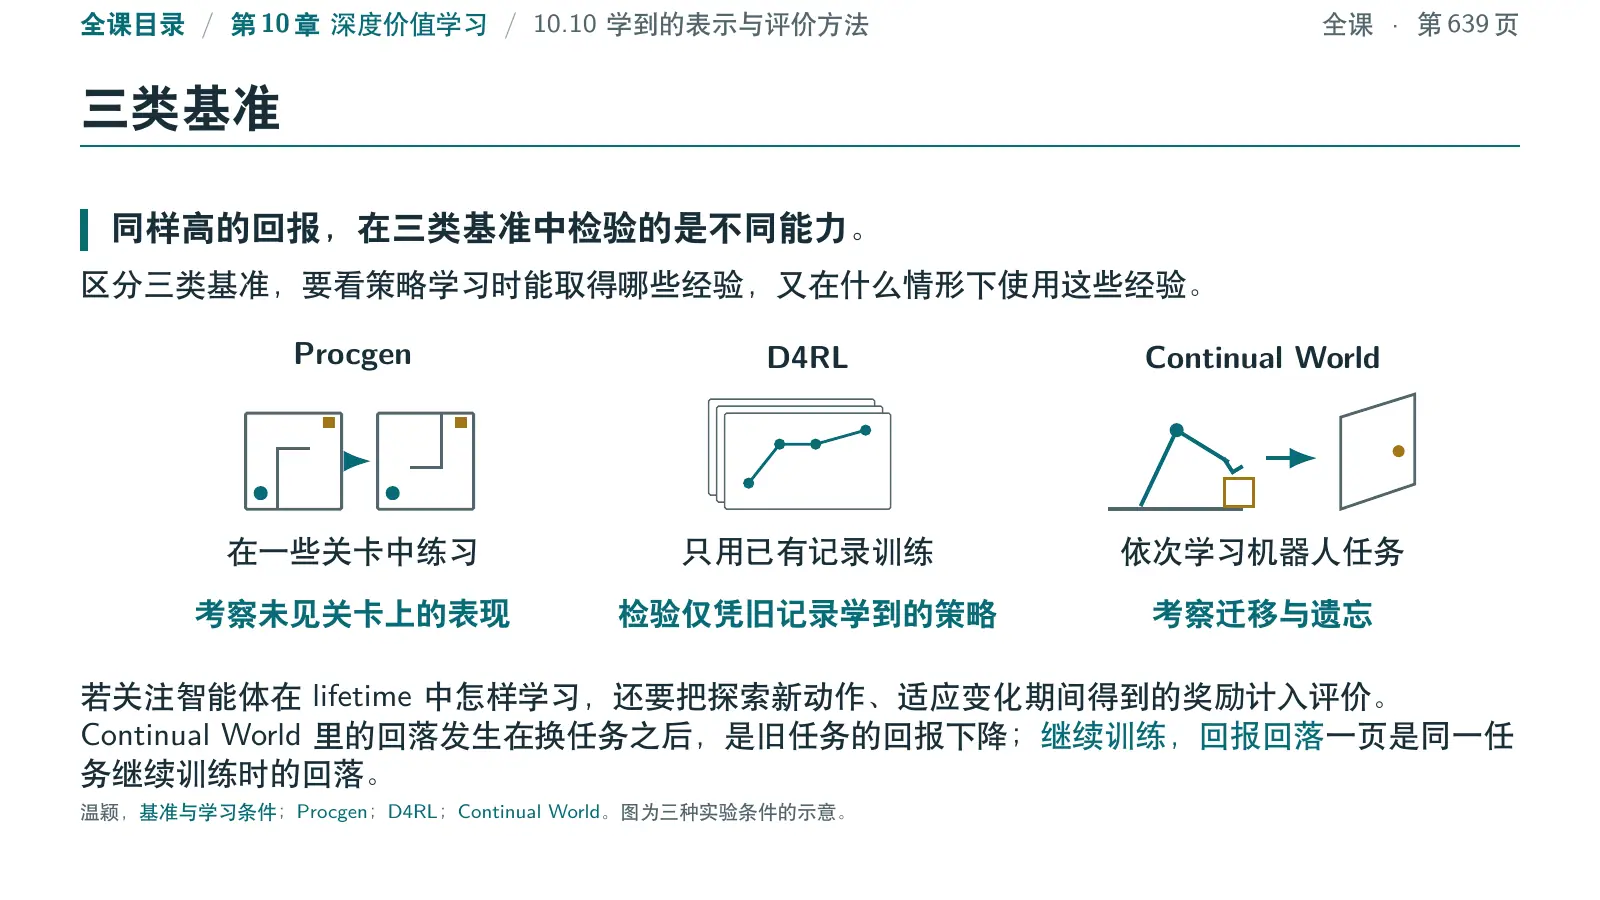 全课目录 / 第 10 章 深度价值学习 / 10.10 学到的表示与评价方法
全课 · 第 639 页
三类基准
同样高的回报，在三类基准中检验的是不同能力。
区分三类基准，要看策略学习时能取得哪些经验，又在什么情形下使用这些经验。
Procgen
D4RL
Continual World
在一些关卡中练习
只用已有记录训练
依次学习机器人任务
考察未见关卡上的表现
检验仅凭旧记录学到的策略
考察迁移与遗忘
若关注智能体在 lifetime 中怎样学习，还要把探索新动作、适应变化期间得到的奖励计入评价。
Continual World 里的回落发生在换任务之后，是旧任务的回报下降；继续训练，回报回落一页是同一任
务继续训练时的回落。
温颖，基准与学习条件；Procgen；D4RL；Continual World。图为三种实验条件的示意。